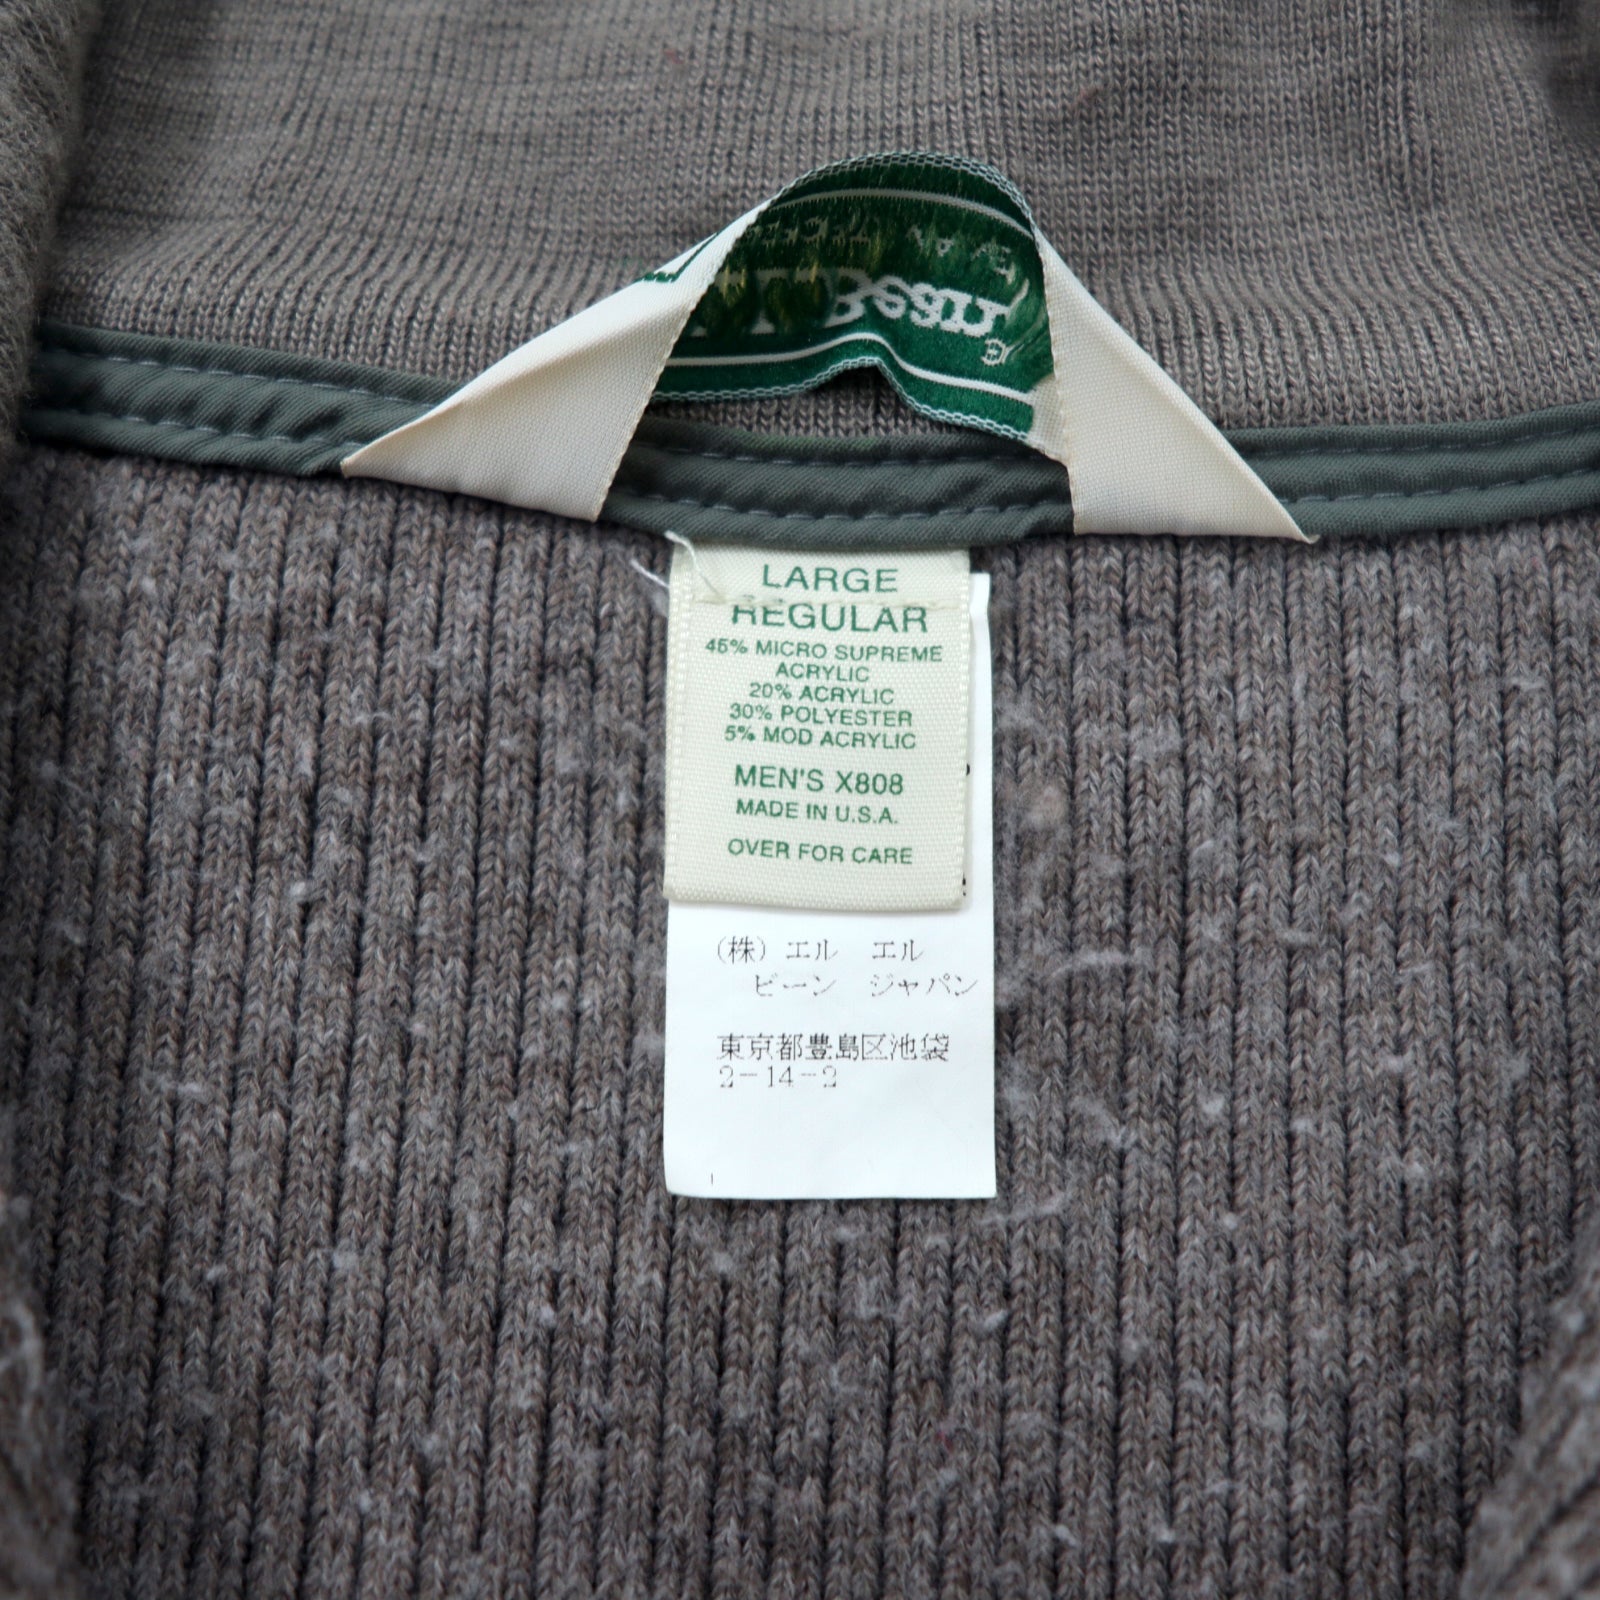 L.L.Bean
LARGE
REGULAR
45% MICRO SUPREME
ACRYLIC
20% ACRYLIC
30% POLYESTER
5% MOD ACRYLIC
MEN'S X808
MADE IN U.S.A.
OVER FOR CARE
(株) エル エル
ビーン ジャパン
東京都豊島区池袋
2-14-2